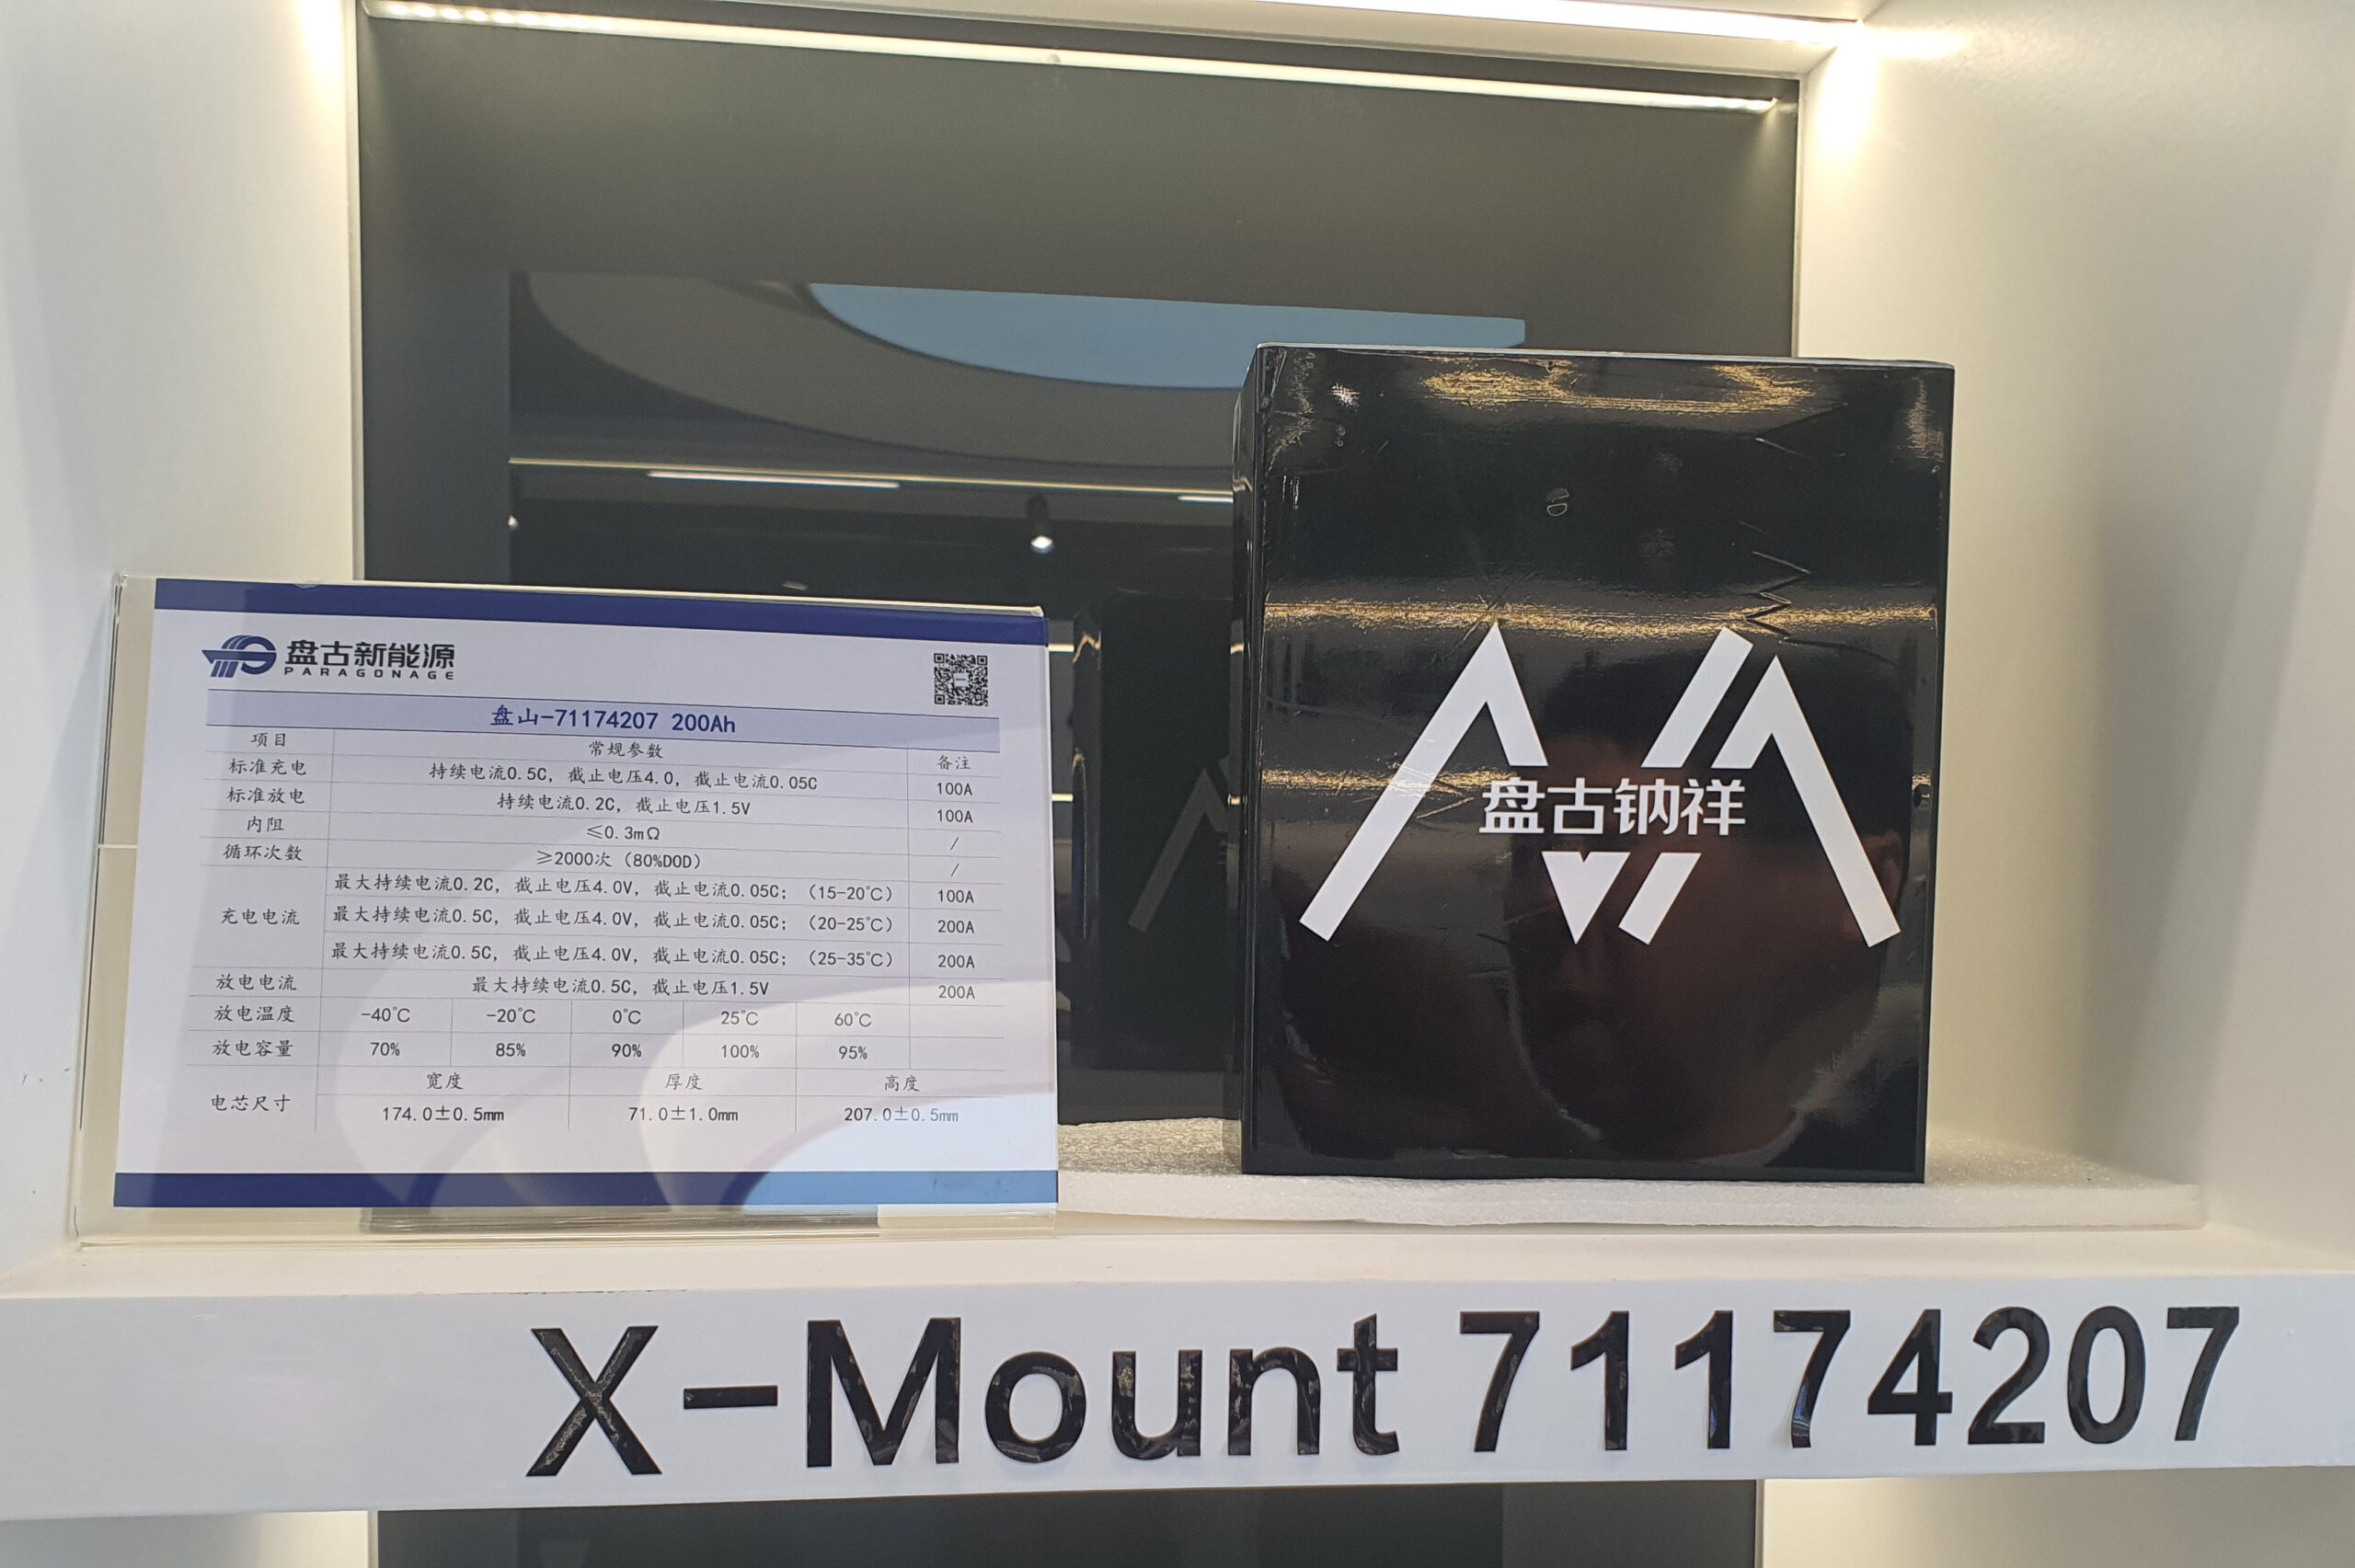 盘古新能源
PARAGONAGE
盘山-71174207 200Ah
项目 常规参数 备注
标准充电 持续电流0.5C, 截止电压4.0, 截止电流0.05C 100A
标准放电 持续电流0.2C, 截止电压1.5V 100A
内阻 ≤0.3mΩ /
循环次数 ≥2000次（80%DOD） /
充电电流 最大持续电流0.2C, 截止电压4.0V, 截止电流0.05C; （15-20℃） 100A
最大持续电流0.5C, 截止电压4.0V, 截止电流0.05C; （20-25℃） 200A
最大持续电流0.5C, 截止电压4.0V, 截止电流0.05C; （25-35℃） 200A
放电电流 最大持续电流0.5C, 截止电压1.5V 200A
放电温度 -40℃ -20℃ 0℃ 25℃ 60℃
放电容量 70% 85% 90% 100% 95%
电芯尺寸 宽度 厚度 高度
174.0±0.5mm 71.0±1.0mm 207.0±0.5mm
盘古钠祥
X-Mount 71174207